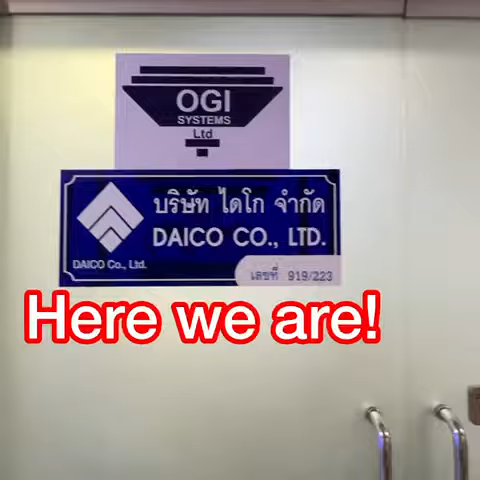 OGI
SYSTEMS
Ltd
บริษัท ไดโก จำกัด
DAICO CO., LTD.
DAICO Co., Ltd.
เลขที่ 919/223
Here we are!